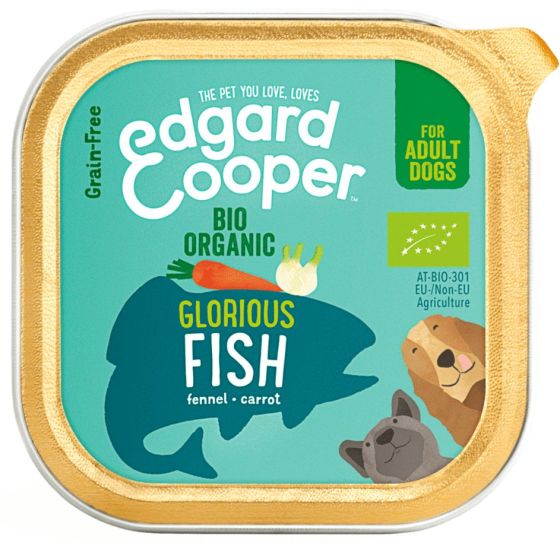 THE PET YOU LOVE, LOVES
Edgard
Cooper™
Grain-Free
FOR
ADULT
DOGS
BIO
ORGANIC
AT-BIO-301
EU-/Non-EU
Agriculture
GLORIOUS
FISH
fennel • carrot